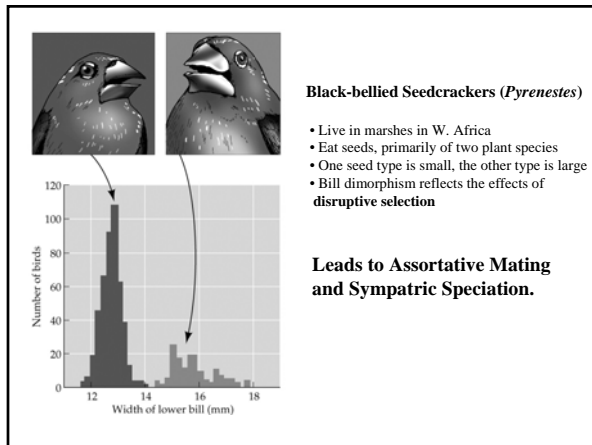 Black-bellied Seedcrackers (Pyrenestes)
• Live in marshes in W. Africa
• Eat seeds, primarily of two plant species
• One seed type is small, the other type is large
• Bill dimorphism reflects the effects of
disruptive selection
Leads to Assortative Mating
and Sympatric Speciation.
Number of birds
120
100
80
60
40
20
0
12
14
16
18
Width of lower bill (mm)